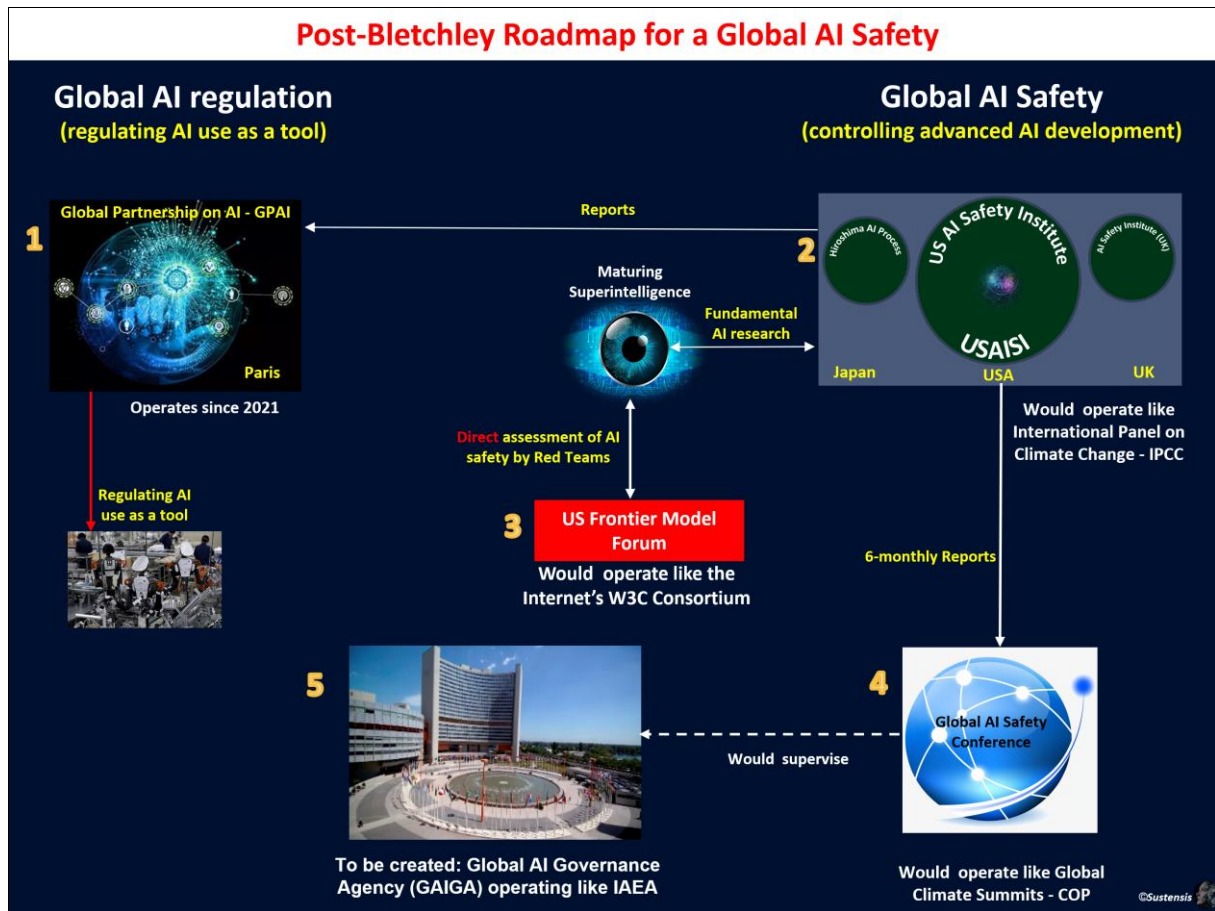 Post-Bletchley Roadmap for a Global AI Safety
Global AI regulation
(regulating AI use as a tool)
Global AI Safety
(controlling advanced AI development)
1
Global Partnership on AI - GPAI
Paris
Operates since 2021
Reports
2
Hiroshima AI Process
US AI Safety Institute
USAISI
AI Safety Institute (UK)
Japan
USA
UK
Maturing
Superintelligence
Fundamental
AI research
Would operate like
International Panel on
Climate Change - IPCC
Direct assessment of AI
safety by Red Teams
Regulating AI
use as a tool
3
US Frontier Model
Forum
Would operate like the
Internet's W3C Consortium
6-monthly Reports
4
Global AI Safety
Conference
Would supervise
5
To be created: Global AI Governance
Agency (GAIGA) operating like IAEA
Would operate like Global
Climate Summits - COP
©Sustensis